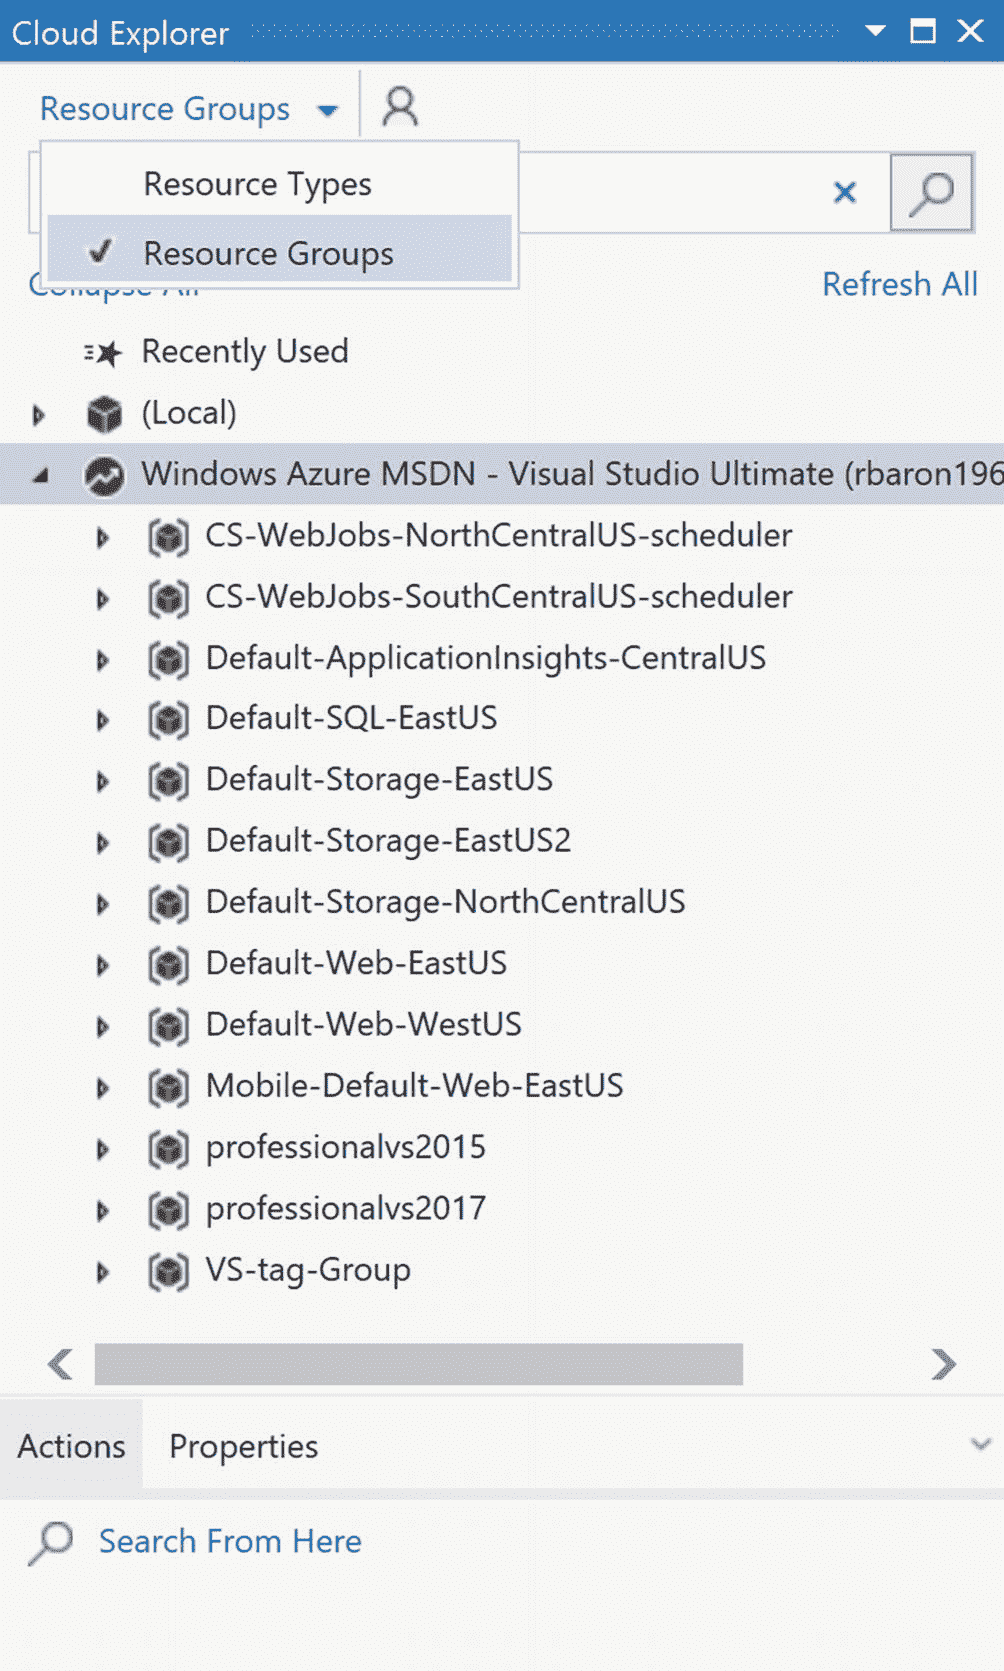 Cloud Explorer
Resource Groups
Resource Types
Resource Groups
Collapse All
Refresh All
Recently Used
(Local)
Windows Azure MSDN - Visual Studio Ultimate (rbaron196
CS-WebJobs-NorthCentralUS-scheduler
CS-WebJobs-SouthCentralUS-scheduler
Default-ApplicationInsights-CentralUS
Default-SQL-EastUS
Default-Storage-EastUS
Default-Storage-EastUS2
Default-Storage-NorthCentralUS
Default-Web-EastUS
Default-Web-WestUS
Mobile-Default-Web-EastUS
professionalvs2015
professionalvs2017
VS-tag-Group
Actions Properties
Search From Here